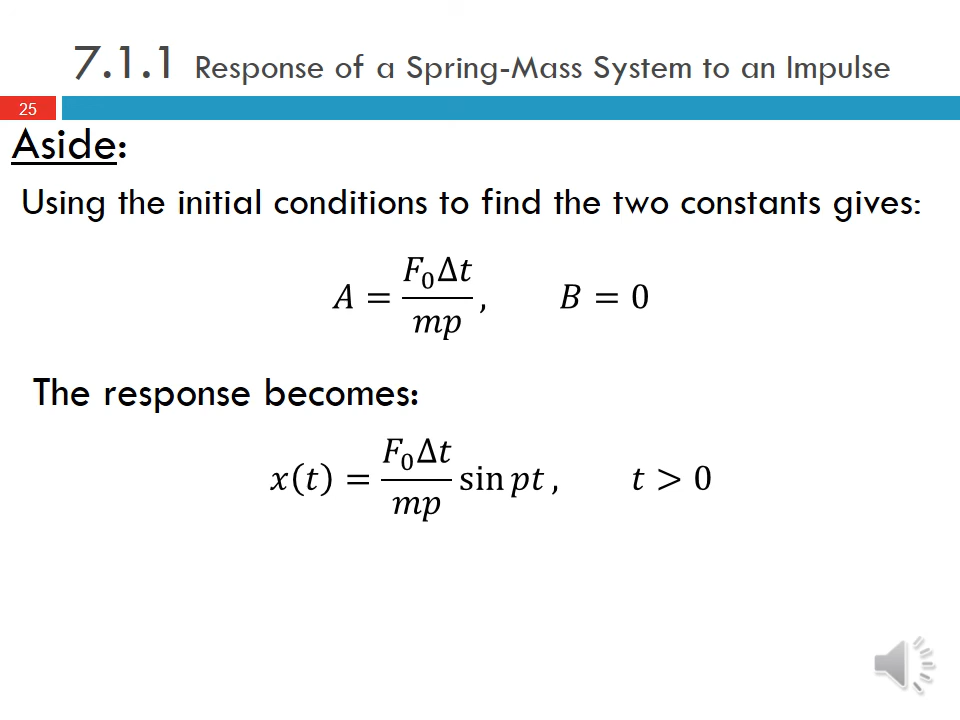 7.1.1 Response of a Spring-Mass System to an Impulse
25
Aside:
Using the initial conditions to find the two constants gives:
A = F₀Δt/mp, B = 0
The response becomes:
x(t) = F₀Δt/mp sin pt, t > 0